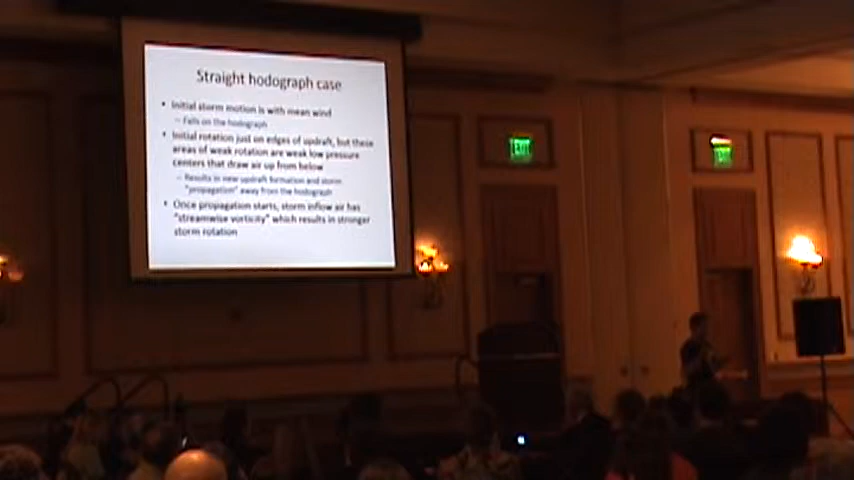 Straight hodograph case
• Initial storm motion is with mean wind
– Falls on the hodograph
• Initial rotation just on edges of updraft, but these
areas of weak rotation are weak low pressure
centers that draw air up from below
– Results in new updraft formation and storm
"propagation" away from the hodograph
• Once propagation starts, storm inflow air has
"streamwise vorticity" which results in stronger
storm rotation
EXIT
EXIT